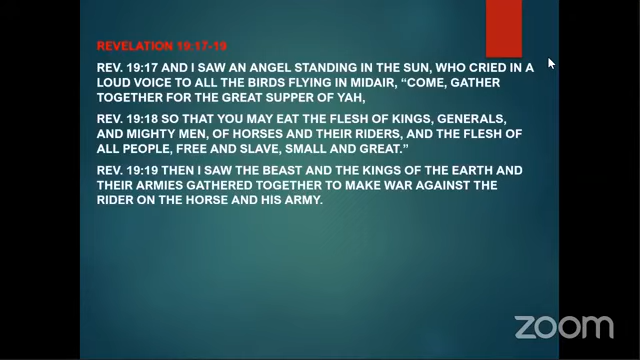 REVELATION 19:17-19
REV. 19:17 AND I SAW AN ANGEL STANDING IN THE SUN, WHO CRIED IN A
LOUD VOICE TO ALL THE BIRDS FLYING IN MIDAIR, “COME, GATHER
TOGETHER FOR THE GREAT SUPPER OF YAH,
REV. 19:18 SO THAT YOU MAY EAT THE FLESH OF KINGS, GENERALS,
AND MIGHTY MEN, OF HORSES AND THEIR RIDERS, AND THE FLESH OF
ALL PEOPLE, FREE AND SLAVE, SMALL AND GREAT.”
REV. 19:19 THEN I SAW THE BEAST AND THE KINGS OF THE EARTH AND
THEIR ARMIES GATHERED TOGETHER TO MAKE WAR AGAINST THE
RIDER ON THE HORSE AND HIS ARMY.
zoom